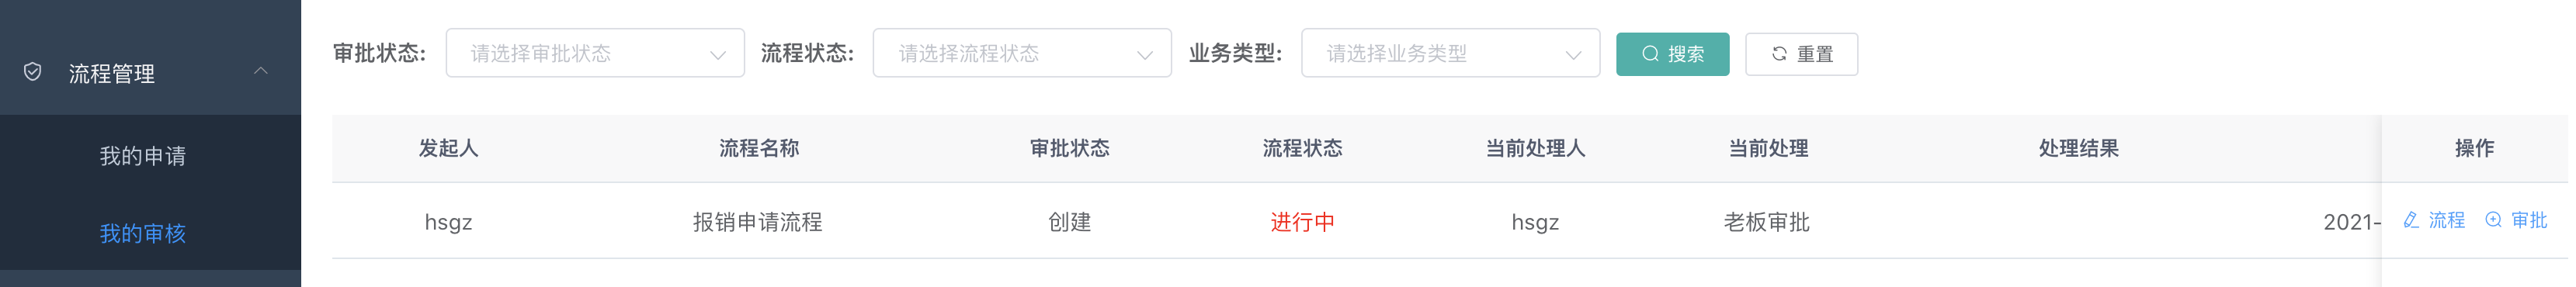 流程管理
我的申请
我的审核
审批状态: 请选择审批状态 流程状态: 请选择流程状态 业务类型: 请选择业务类型 搜索 重置
发起人 流程名称 审批状态 流程状态 当前处理人 当前处理 处理结果 操作
hsgz 报销申请流程 创建 进行中 hsgz 老板审批 2021- 流程 审批